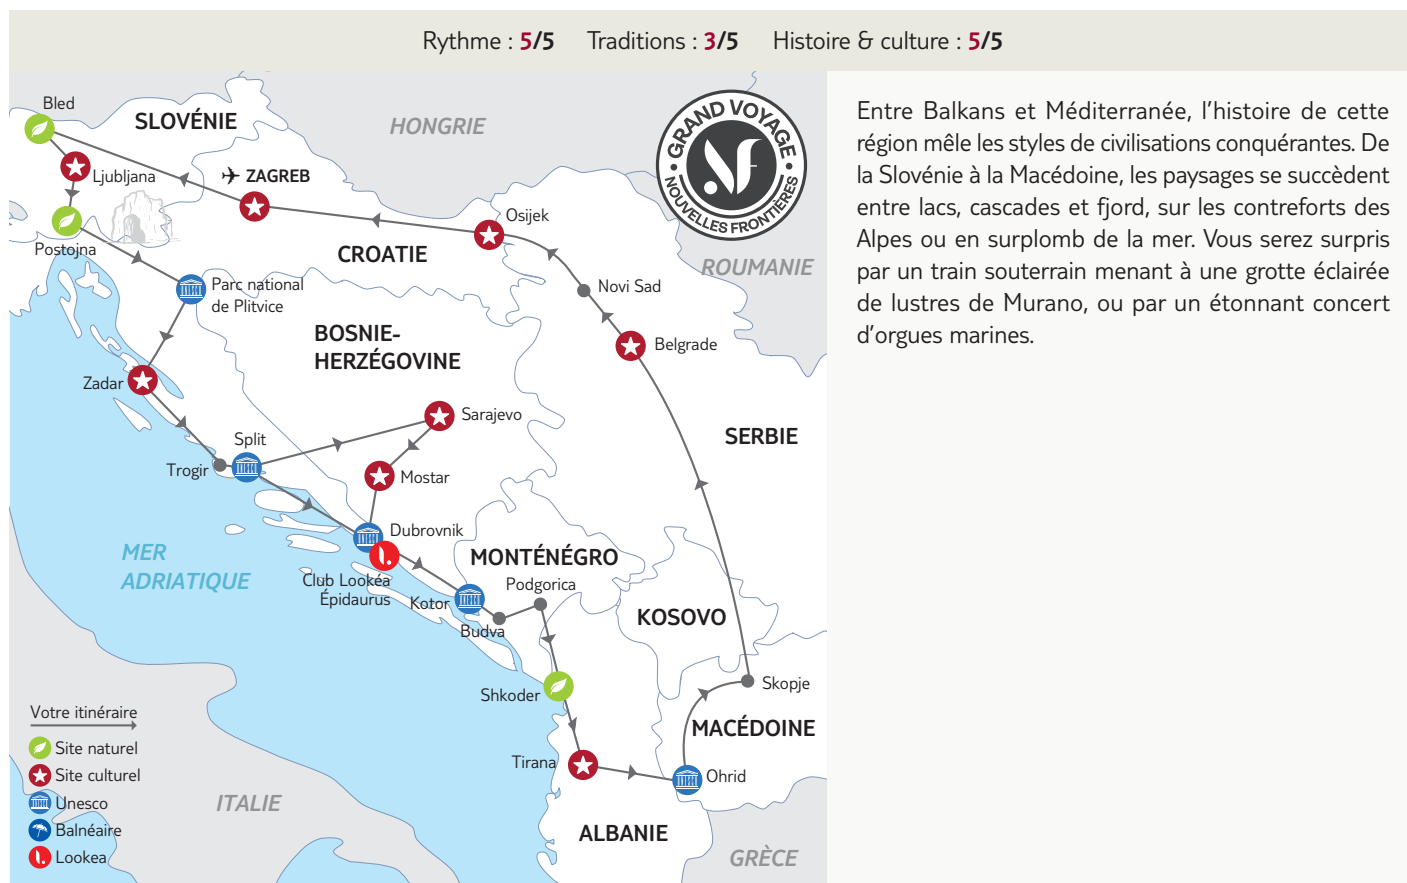 Rythme : 5/5 Traditions : 3/5 Histoire & culture : 5/5
Bled
SLOVÉNIE
HONGRIE
GRAND VOYAGE
NF
NOUVELLES FRONTIÈRES
Ljubljana
ZAGREB
Osijek
Postojna
CROATIE
ROUMANIE
Parc national
de Plitvice
Novi Sad
BOSNIE-
HERZÉGOVINE
Belgrade
Zadar
Sarajevo
SERBIE
Split
Trogir
Mostar
Dubrovnik
MER
ADRIATIQUE
MONTÉNÉGRO
Club Lookéa
Épidaurus
Podgorica
Kotor
KOSOVO
Budva
Shkoder
Skopje
MACÉDOINE
Tirana
Ohrid
ITALIE
ALBANIE
GRÈCE
Votre itinéraire
Site naturel
Site culturel
Unesco
Balnéaire
Lookea
Entre Balkans et Méditerranée, l'histoire de cette
région mêle les styles de civilisations conquérantes. De
la Slovénie à la Macédoine, les paysages se succèdent
entre lacs, cascades et fjord, sur les contreforts des
Alpes ou en surplomb de la mer. Vous serez surpris
par un train souterrain menant à une grotte éclairée
de lustres de Murano, ou par un étonnant concert
d'orgues marines.